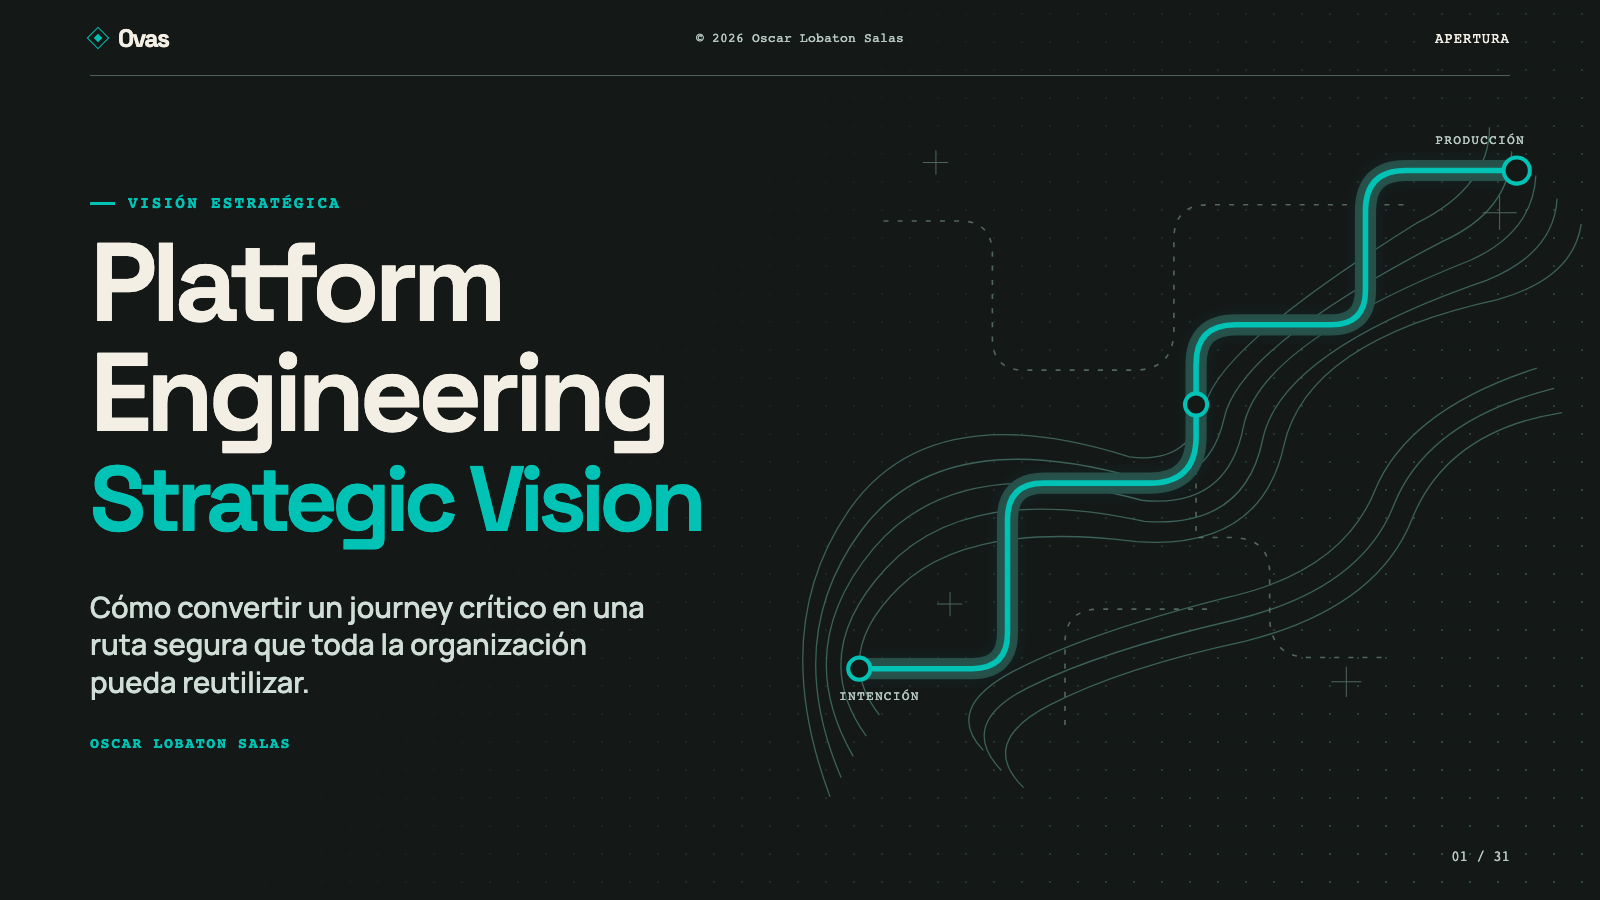 Ovas
© 2026 Oscar Lobaton Salas
APERTURA
PRODUCCIÓN
VISIÓN ESTRATÉGICA
Platform
Engineering
Strategic Vision
Cómo convertir un journey crítico en una
ruta segura que toda la organización
pueda reutilizar.
INTENCIÓN
OSCAR LOBATON SALAS
01 / 31